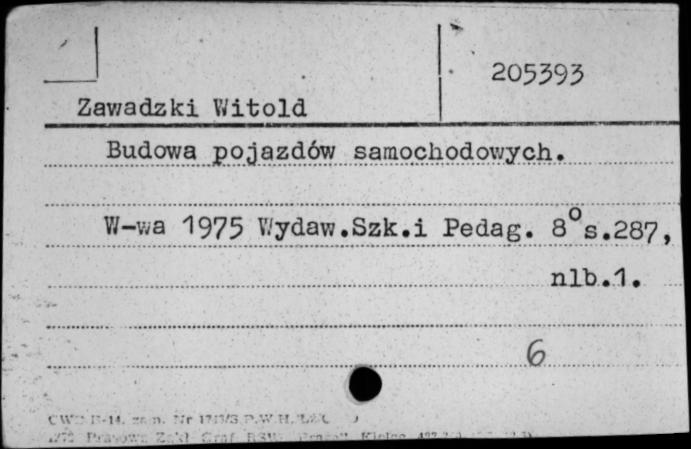 205393
Zawadzki Witold
Budowa pojazdów samochodowych.
W-wa 1975 Wydaw.Szk.i Pedag. 8° s.287,
nlb.1.
6